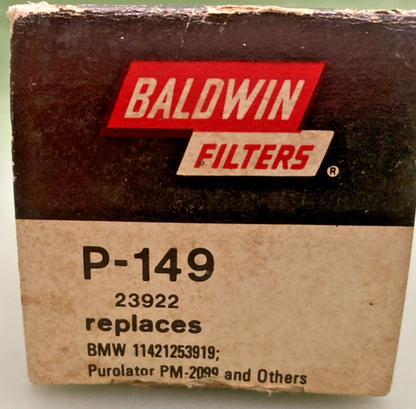 BALDWIN
FILTERS®
P-149
23922
replaces
BMW 11421253919;
Purolator PM-2099 and Others